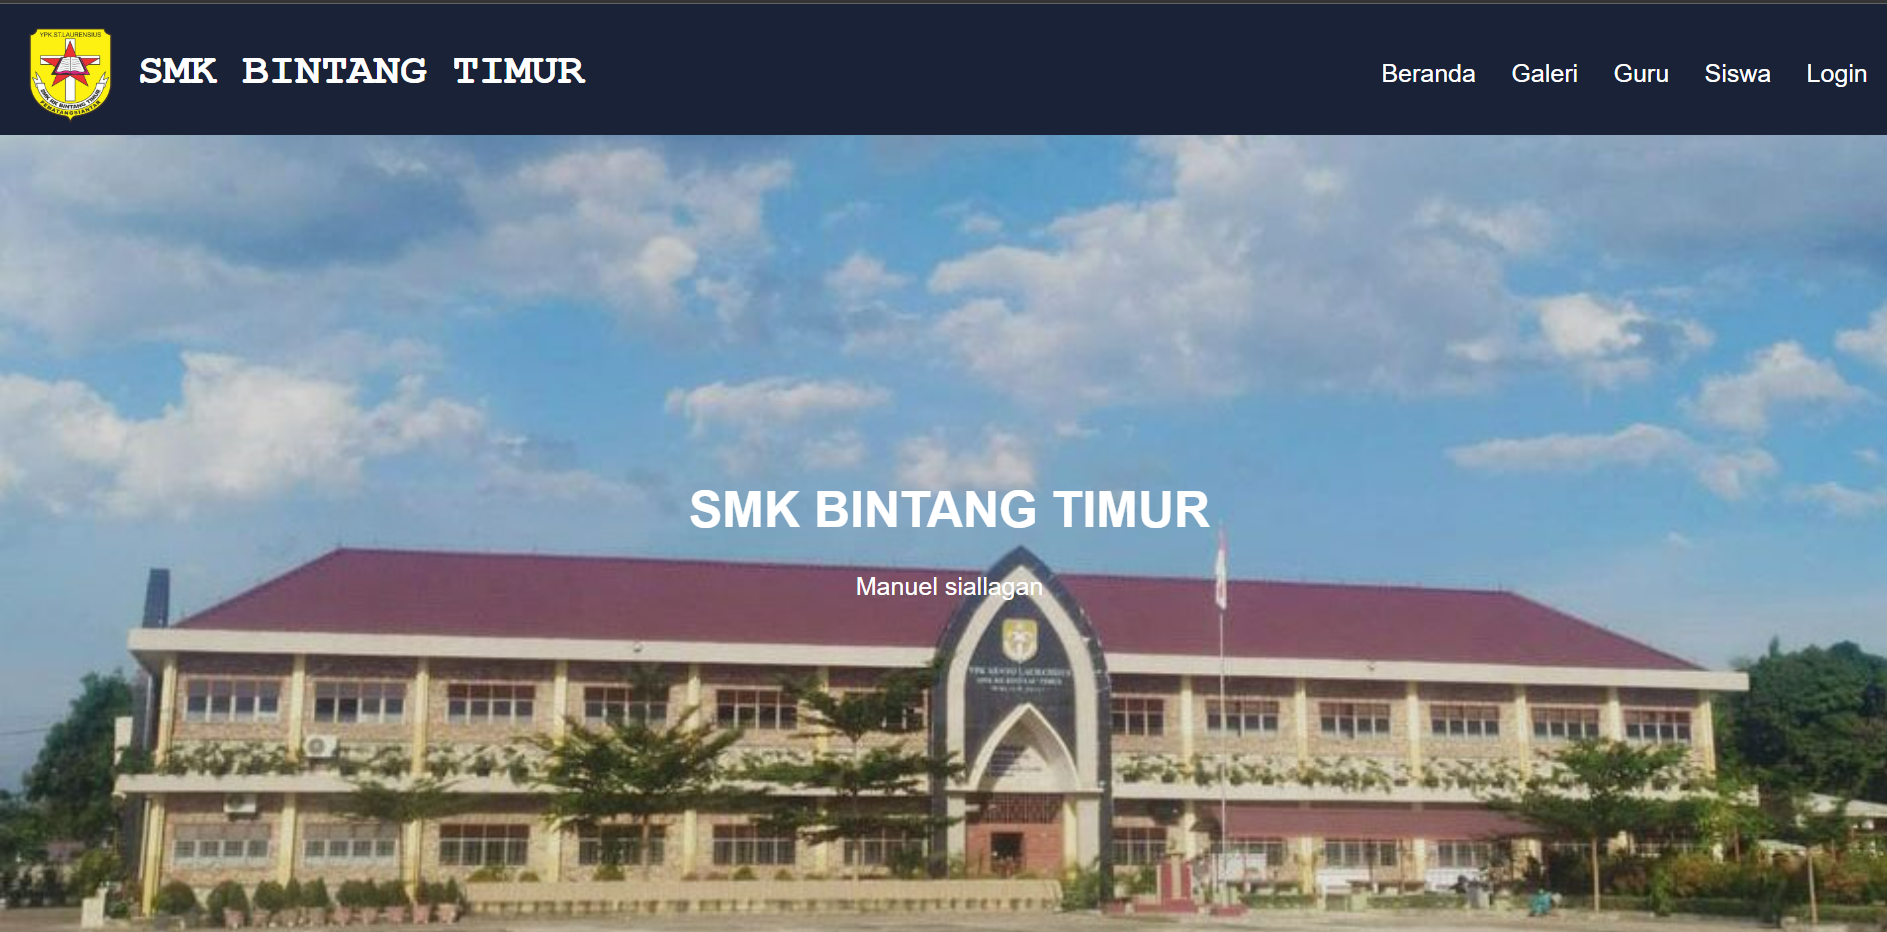 YPK.ST.LAURENSIUS
SMK BK BINTANG TIMUR
PEMATANGSIANTAR
SMK BINTANG TIMUR
Beranda
Galeri
Guru
Siswa
Login
SMK BINTANG TIMUR
Manuel siallagan